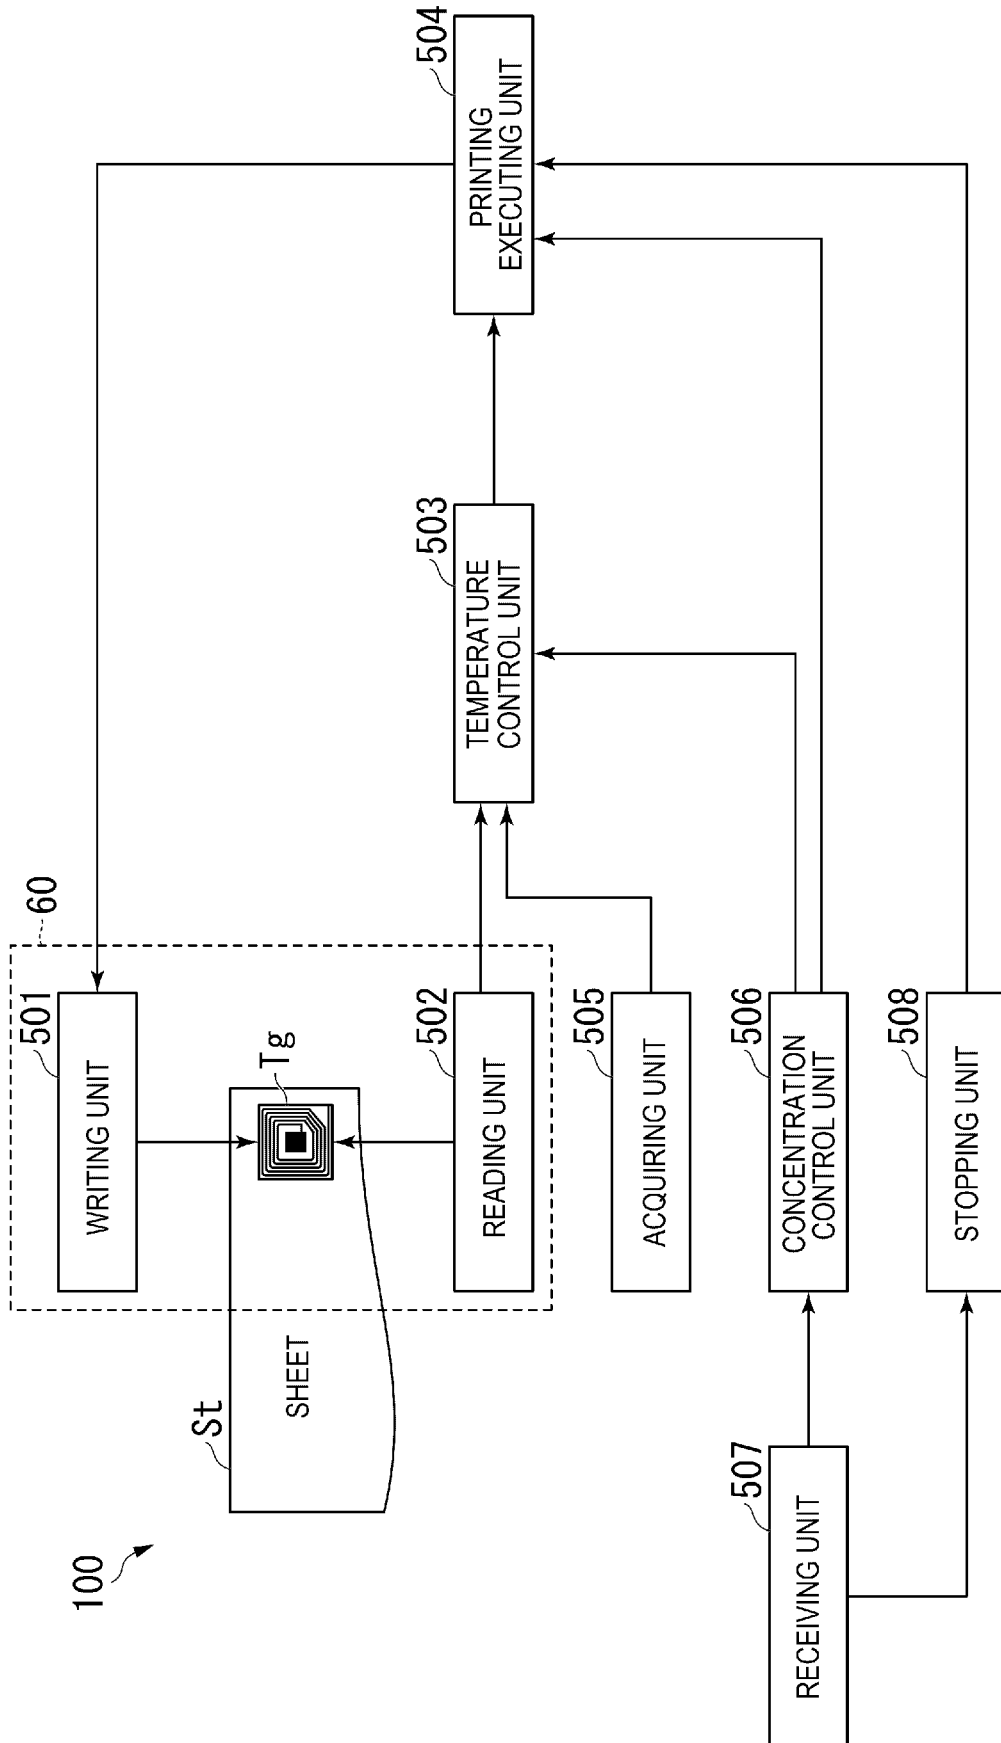 100
60
501
WRITING UNIT
St
SHEET
Tg
502
READING UNIT
503
TEMPERATURE
CONTROL UNIT
504
PRINTING
EXECUTING UNIT
505
ACQUIRING UNIT
507
RECEIVING UNIT
506
CONCENTRATION
CONTROL UNIT
508
STOPPING UNIT